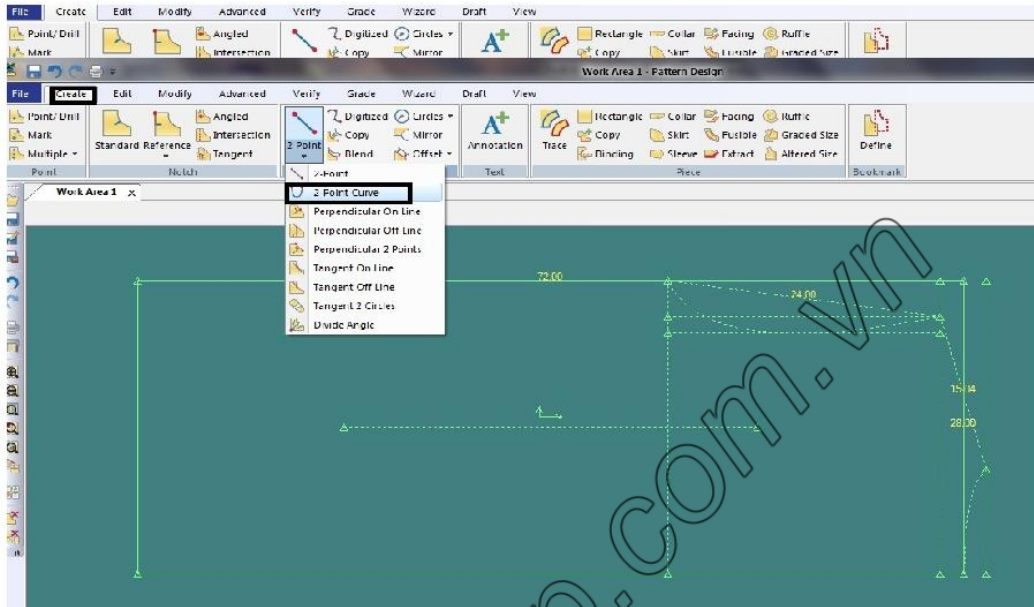 File Create Edit Modify Advanced Verify Grade Wizard Draft View
Point/Drill Angled Digitized Circles Rectangle Collar Facing Ruffle
Mark Intersection Copy Mirror Copy Skirt Fusible Graded Size
Work Area 1 - Pattern Design
File Create Edit Modify Advanced Verify Grade Wizard Draft View
Point/Drill Angled Digitized Circles Rectangle Collar Facing Ruffle
Mark Intersection Copy Mirror Copy Skirt Fusible Graded Size
Multiple Standard Reference Tangent 2 Point Blend Offset Annotation Trace Binding Sleeve Extract Altered Size Define
Point Notch Text Piece Bookmark
Work Area 1 x
2-Point
2-Point Curve
Perpendicular On Line
Perpendicular Off Line
Perpendicular 2 Points
Tangent On Line
Tangent Off Line
Tangent 2 Circles
Divide Angle
72.00
24.00
15.04
28.00
m.com.vn